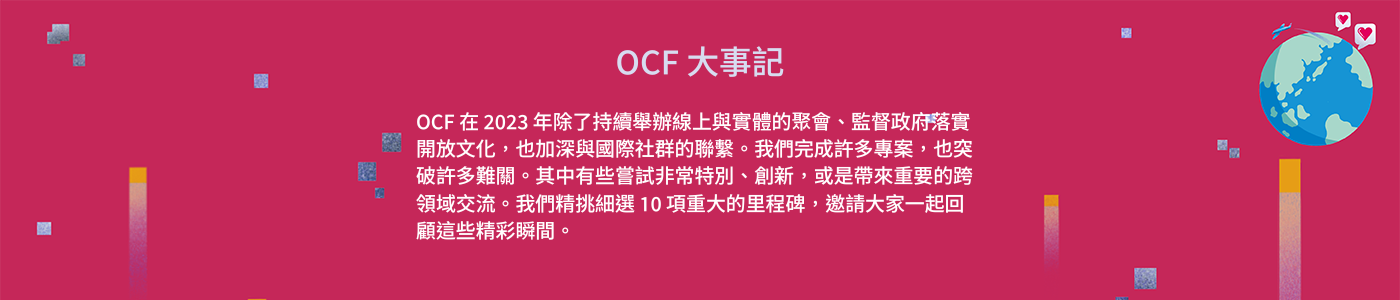 OCF 大事記
OCF 在 2023 年除了持續舉辦線上與實體的聚會、監督政府落實
開放文化，也加深與國際社群的聯繫。我們完成許多專案，也突
破許多難關。其中有些嘗試非常特別、創新，或是帶來重要的跨
領域交流。我們精挑細選 10 項重大的里程碑，邀請大家一起回
顧這些精彩瞬間。